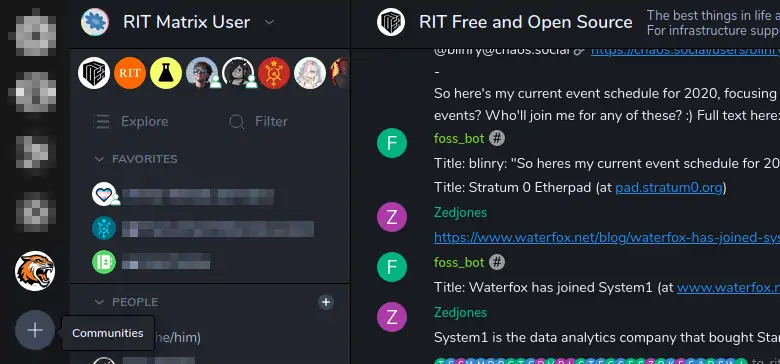 RIT Matrix User
RIT
Explore
Filter
FAVORITES
PEOPLE
he/him)
Communities
RIT Free and Open Source
The best things in life a
For infrastructure supp
@blinry@chaos.social https://chaos.social/users/blinry
-
So here's my current event schedule for 2020, focusing
events? Who'll join me for any of these? :) Full text here:
F
foss_bot #
Title: blinry: "So heres my current event schedule for 20
Title: Stratum 0 Etherpad (at pad.stratum0.org)
Z
Zedjones
https://www.waterfox.net/blog/waterfox-has-joined-sys
F
foss_bot #
Title: Waterfox has joined System1 (at www.waterfox.n
Z
Zedjones
System1 is the data analytics company that bought Sta